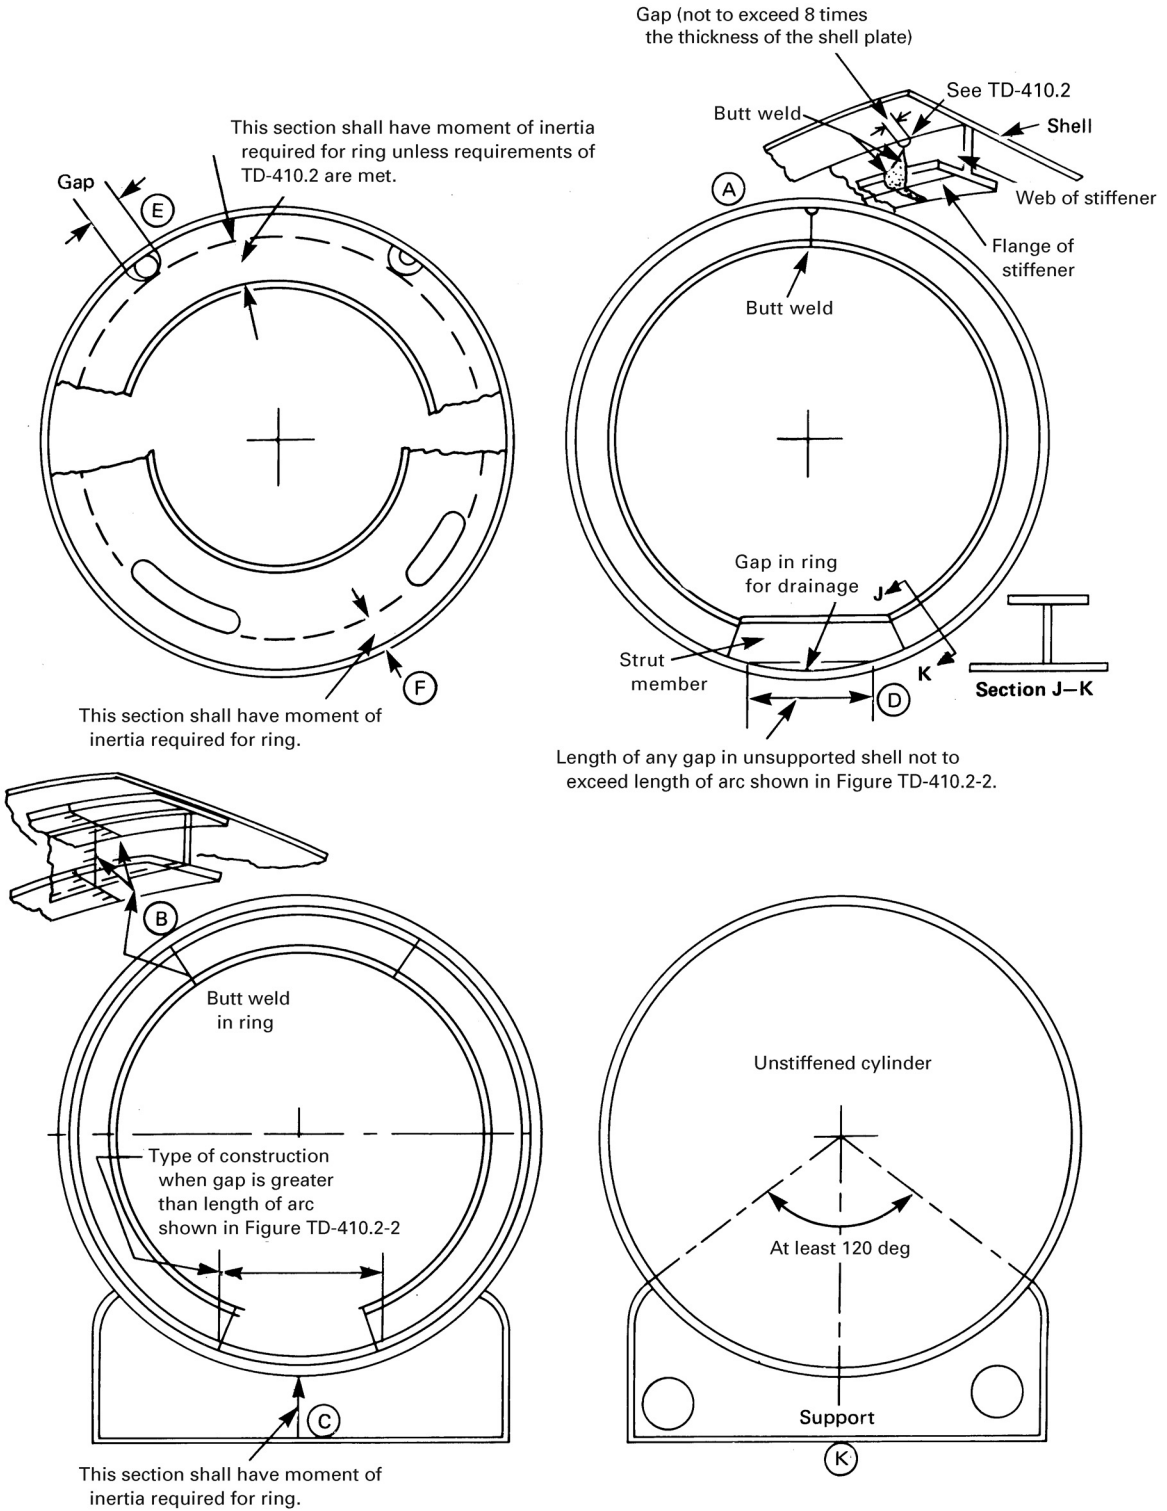 Gap (not to exceed 8 times
the thickness of the shell plate)
See TD-410.2
Butt weld
Shell
This section shall have moment of inertia
required for ring unless requirements of
TD-410.2 are met.
Gap
E
A
Web of stiffener
Flange of
stiffener
Butt weld
Gap in ring
for drainage
J
Strut
member
K
Section J–K
F
D
This section shall have moment of
inertia required for ring.
Length of any gap in unsupported shell not to
exceed length of arc shown in Figure TD-410.2-2.
B
Butt weld
in ring
Unstiffened cylinder
Type of construction
when gap is greater
than length of arc
shown in Figure TD-410.2-2
At least 120 deg
C
Support
K
This section shall have moment of
inertia required for ring.